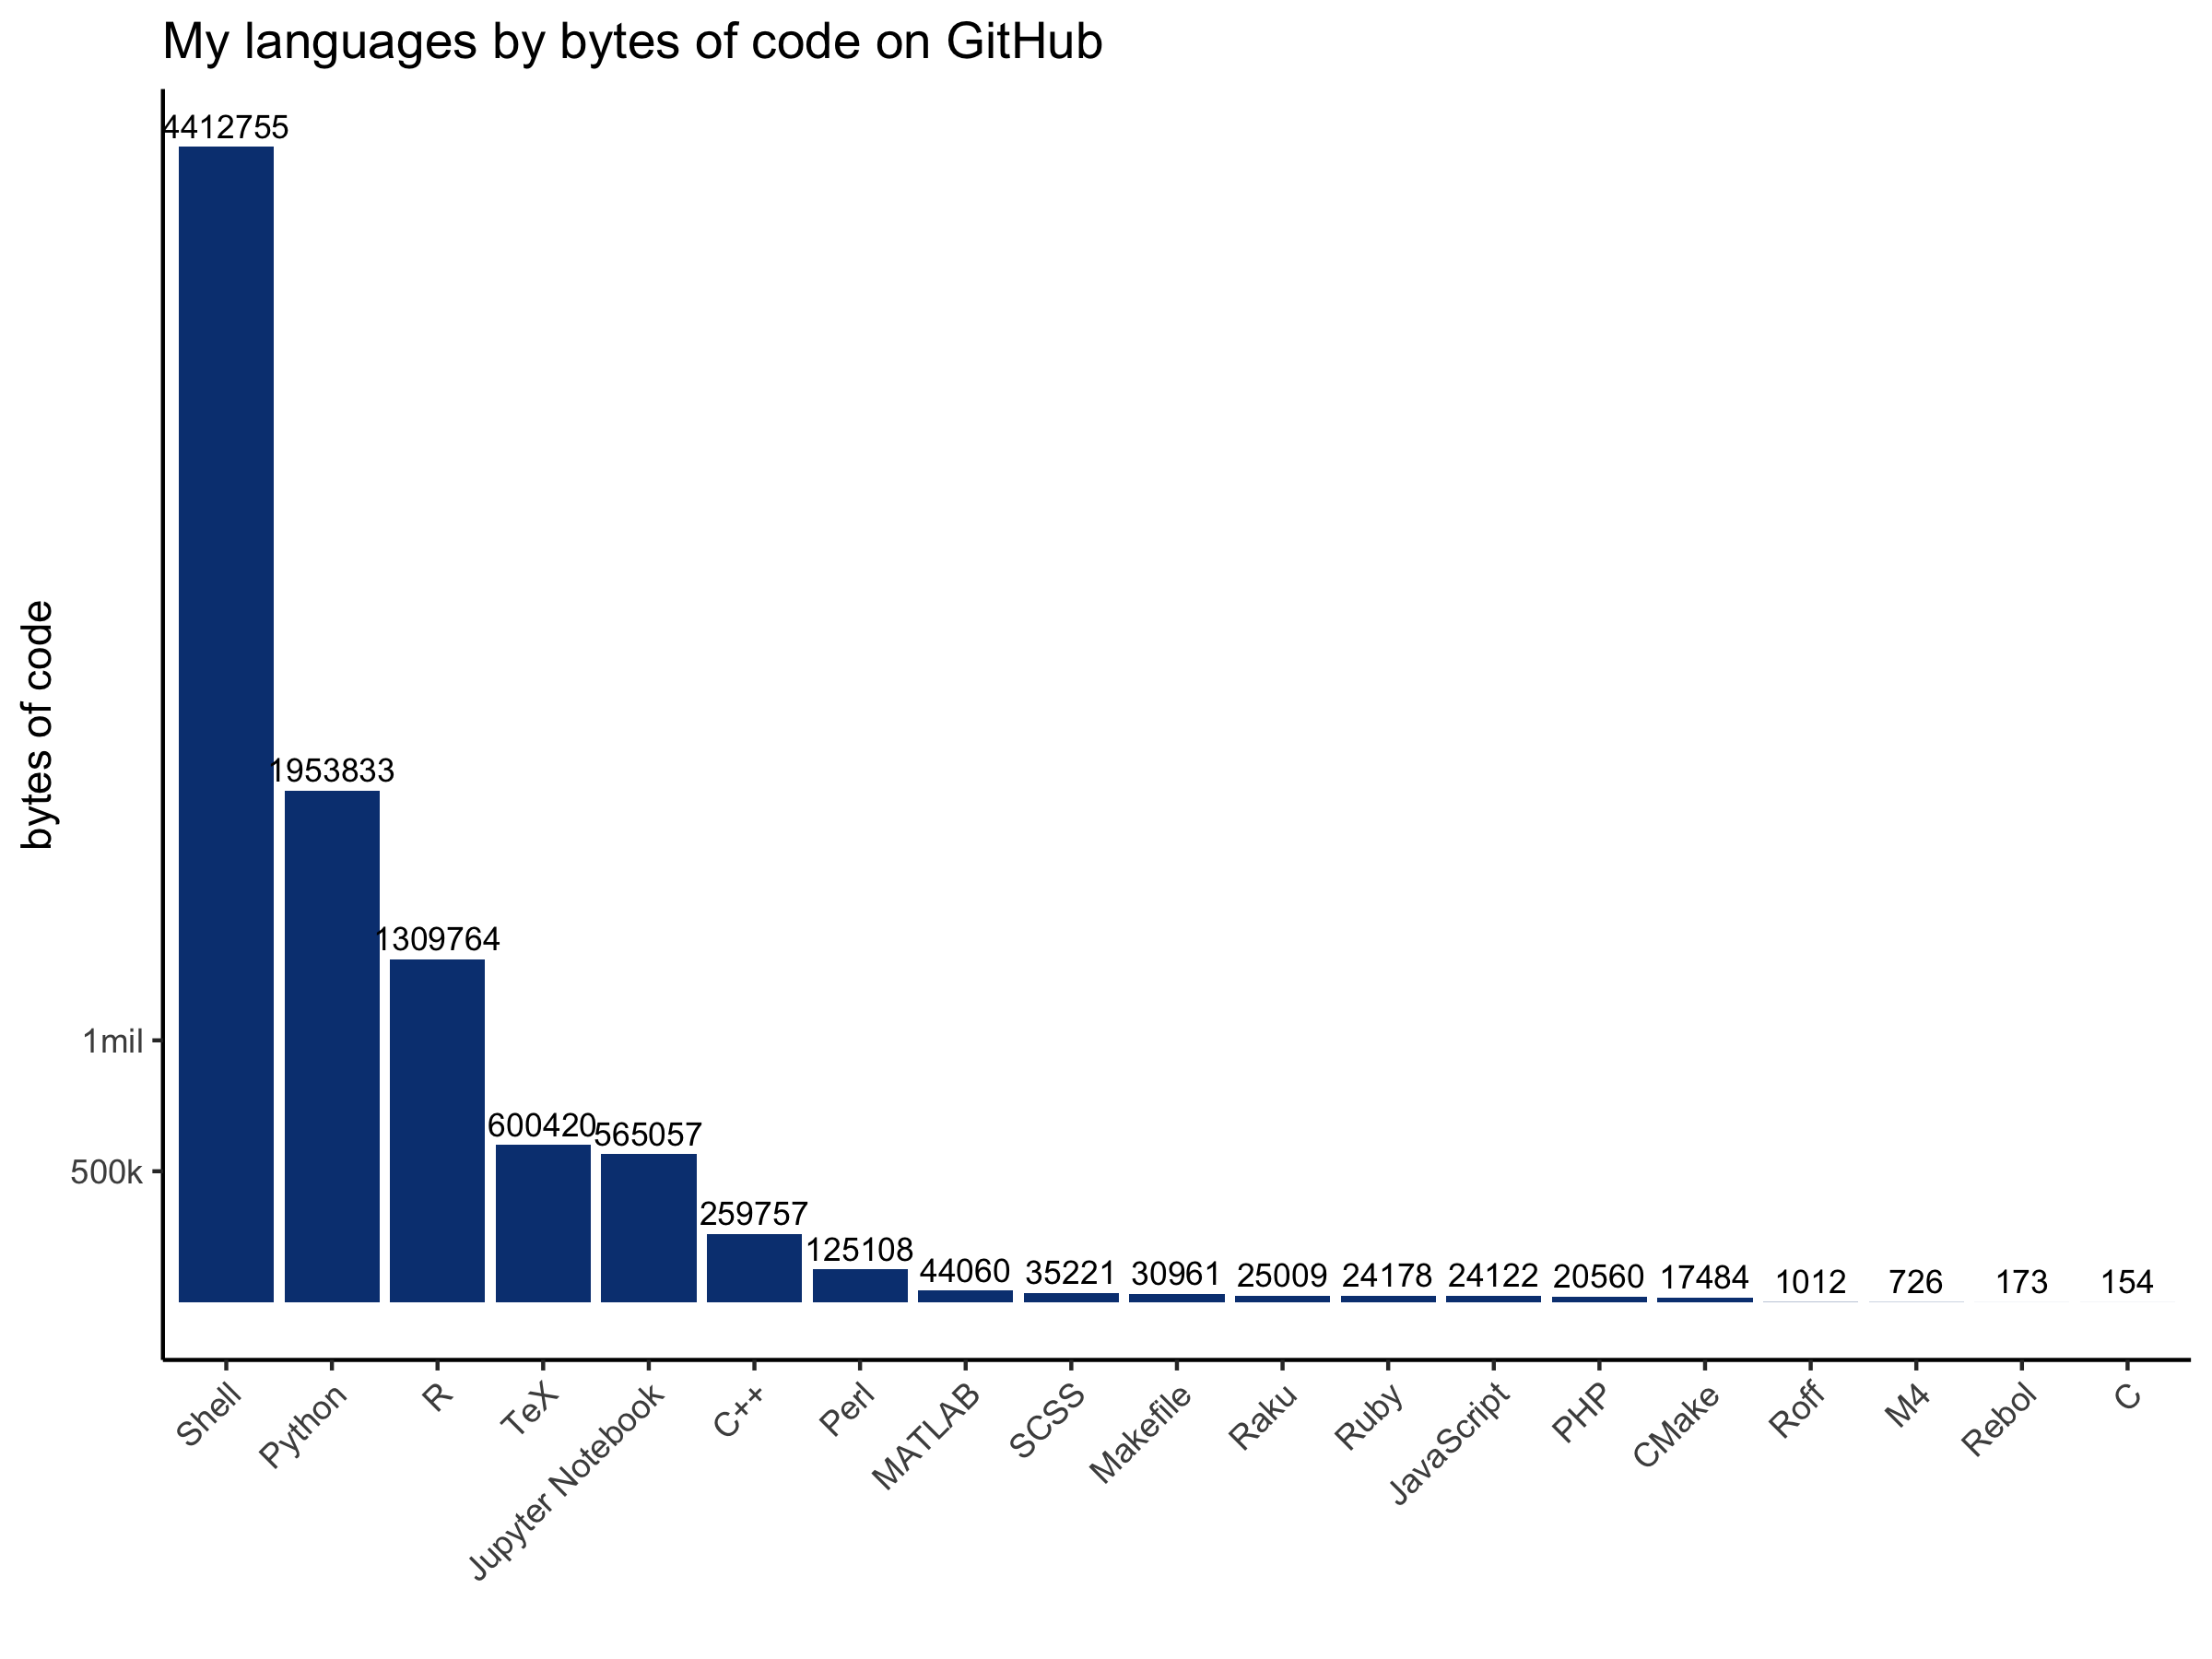 My languages by bytes of code on GitHub
bytes of code
1mil
500k
4412755
1953833
1309764
600420
565057
259757
125108
44060
35221
30961
25009
24178
24122
20560
17484
1012
726
173
154
Shell
Python
R
TeX
Jupyter Notebook
C++
Perl
MATLAB
SCSS
Makefile
Raku
Ruby
JavaScript
PHP
CMake
Roff
M4
Rebol
C